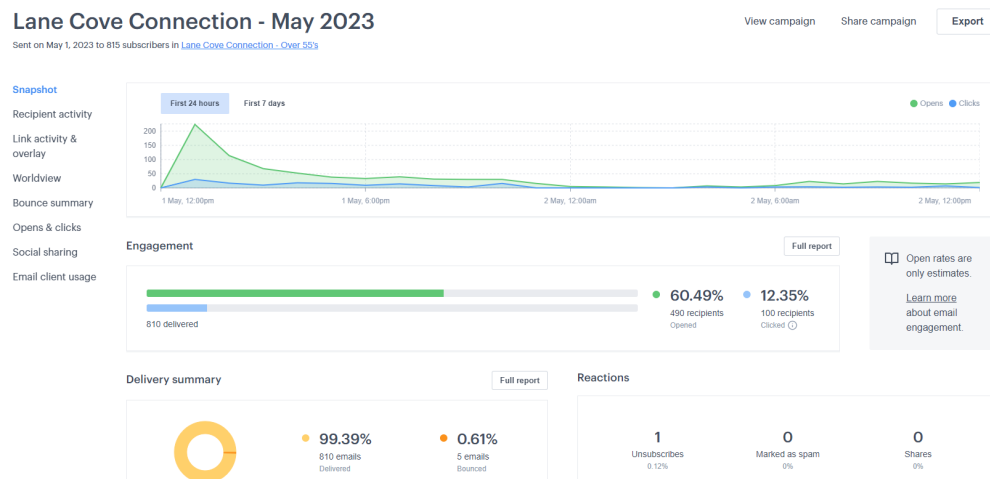 Lane Cove Connection - May 2023
View campaign
Share campaign
Export
Sent on May 1, 2023 to 815 subscribers in Lane Cove Connection - Over 55's
Snapshot
Recipient activity
Link activity &
overlay
Worldview
Bounce summary
Opens & clicks
Social sharing
Email client usage
First 24 hours
First 7 days
Opens
Clicks
200
150
100
50
0
1 May, 12:00pm
1 May, 6:00pm
2 May, 12:00am
2 May, 6:00am
2 May, 12:00pm
Engagement
Full report
810 delivered
60.49%
490 recipients
Opened
12.35%
100 recipients
Clicked
Open rates are
only estimates.
Learn more
about email
engagement.
Delivery summary
Full report
99.39%
810 emails
Delivered
0.61%
5 emails
Bounced
Reactions
1
Unsubscribes
0.12%
0
Marked as spam
0%
0
Shares
0%